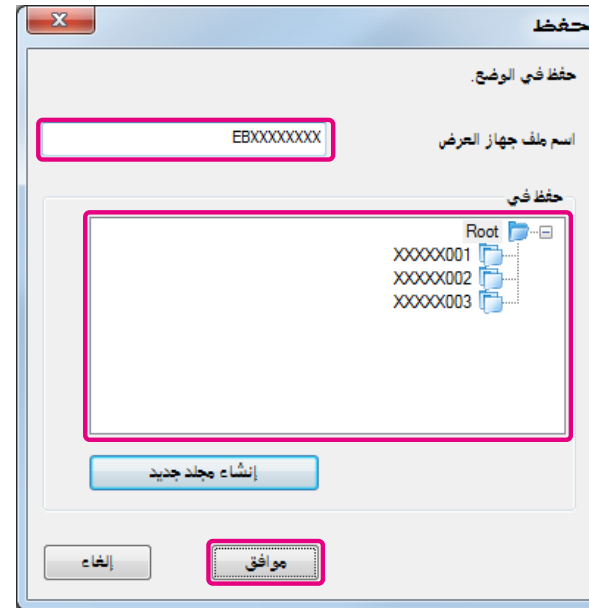 حفظ
حفظ في الوضع.
اسم ملف جهاز العرض
EBXXXXXXXX
حفظ في
Root
XXXXX001
XXXXX002
XXXXX003
إنشاء مجلد جديد
موافق
إلغاء